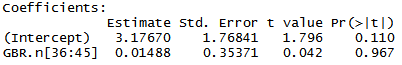 Coefficients:
Estimate Std. Error t value Pr(>|t|)
(Intercept) 3.17670 1.76841 1.796 0.110
GBR.n[36:45] 0.01488 0.35371 0.042 0.967